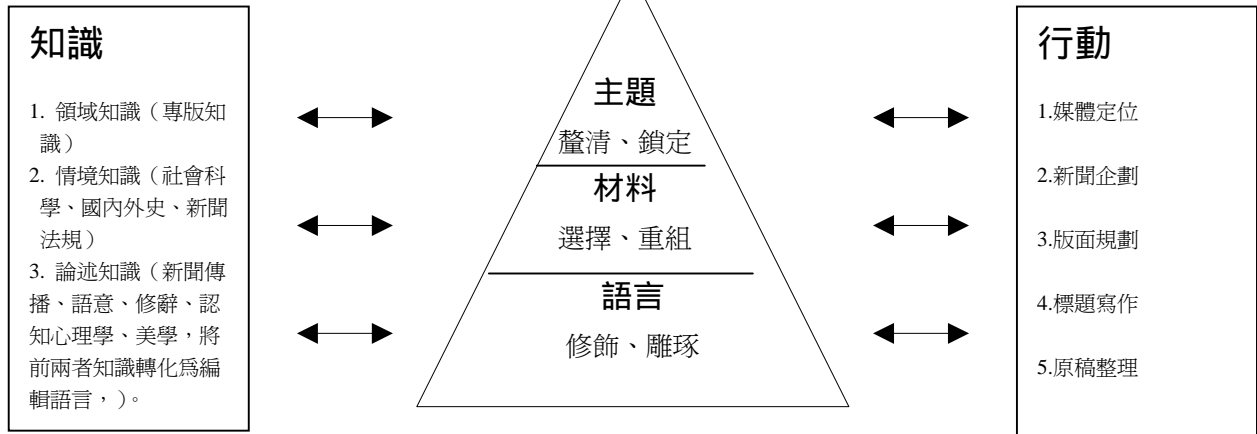 知識
1. 領域知識（專版知
識）
2. 情境知識（社會科
學、國內外史、新聞
法規）
3. 論述知識（新聞傳
播、語意、修辭、認
知心理學、美學，將
前兩者知識轉化為編
輯語言，）。
主題
釐清、鎖定
材料
選擇、重組
語言
修飾、雕琢
行動
1.媒體定位
2.新聞企劃
3.版面規劃
4.標題寫作
5.原稿整理